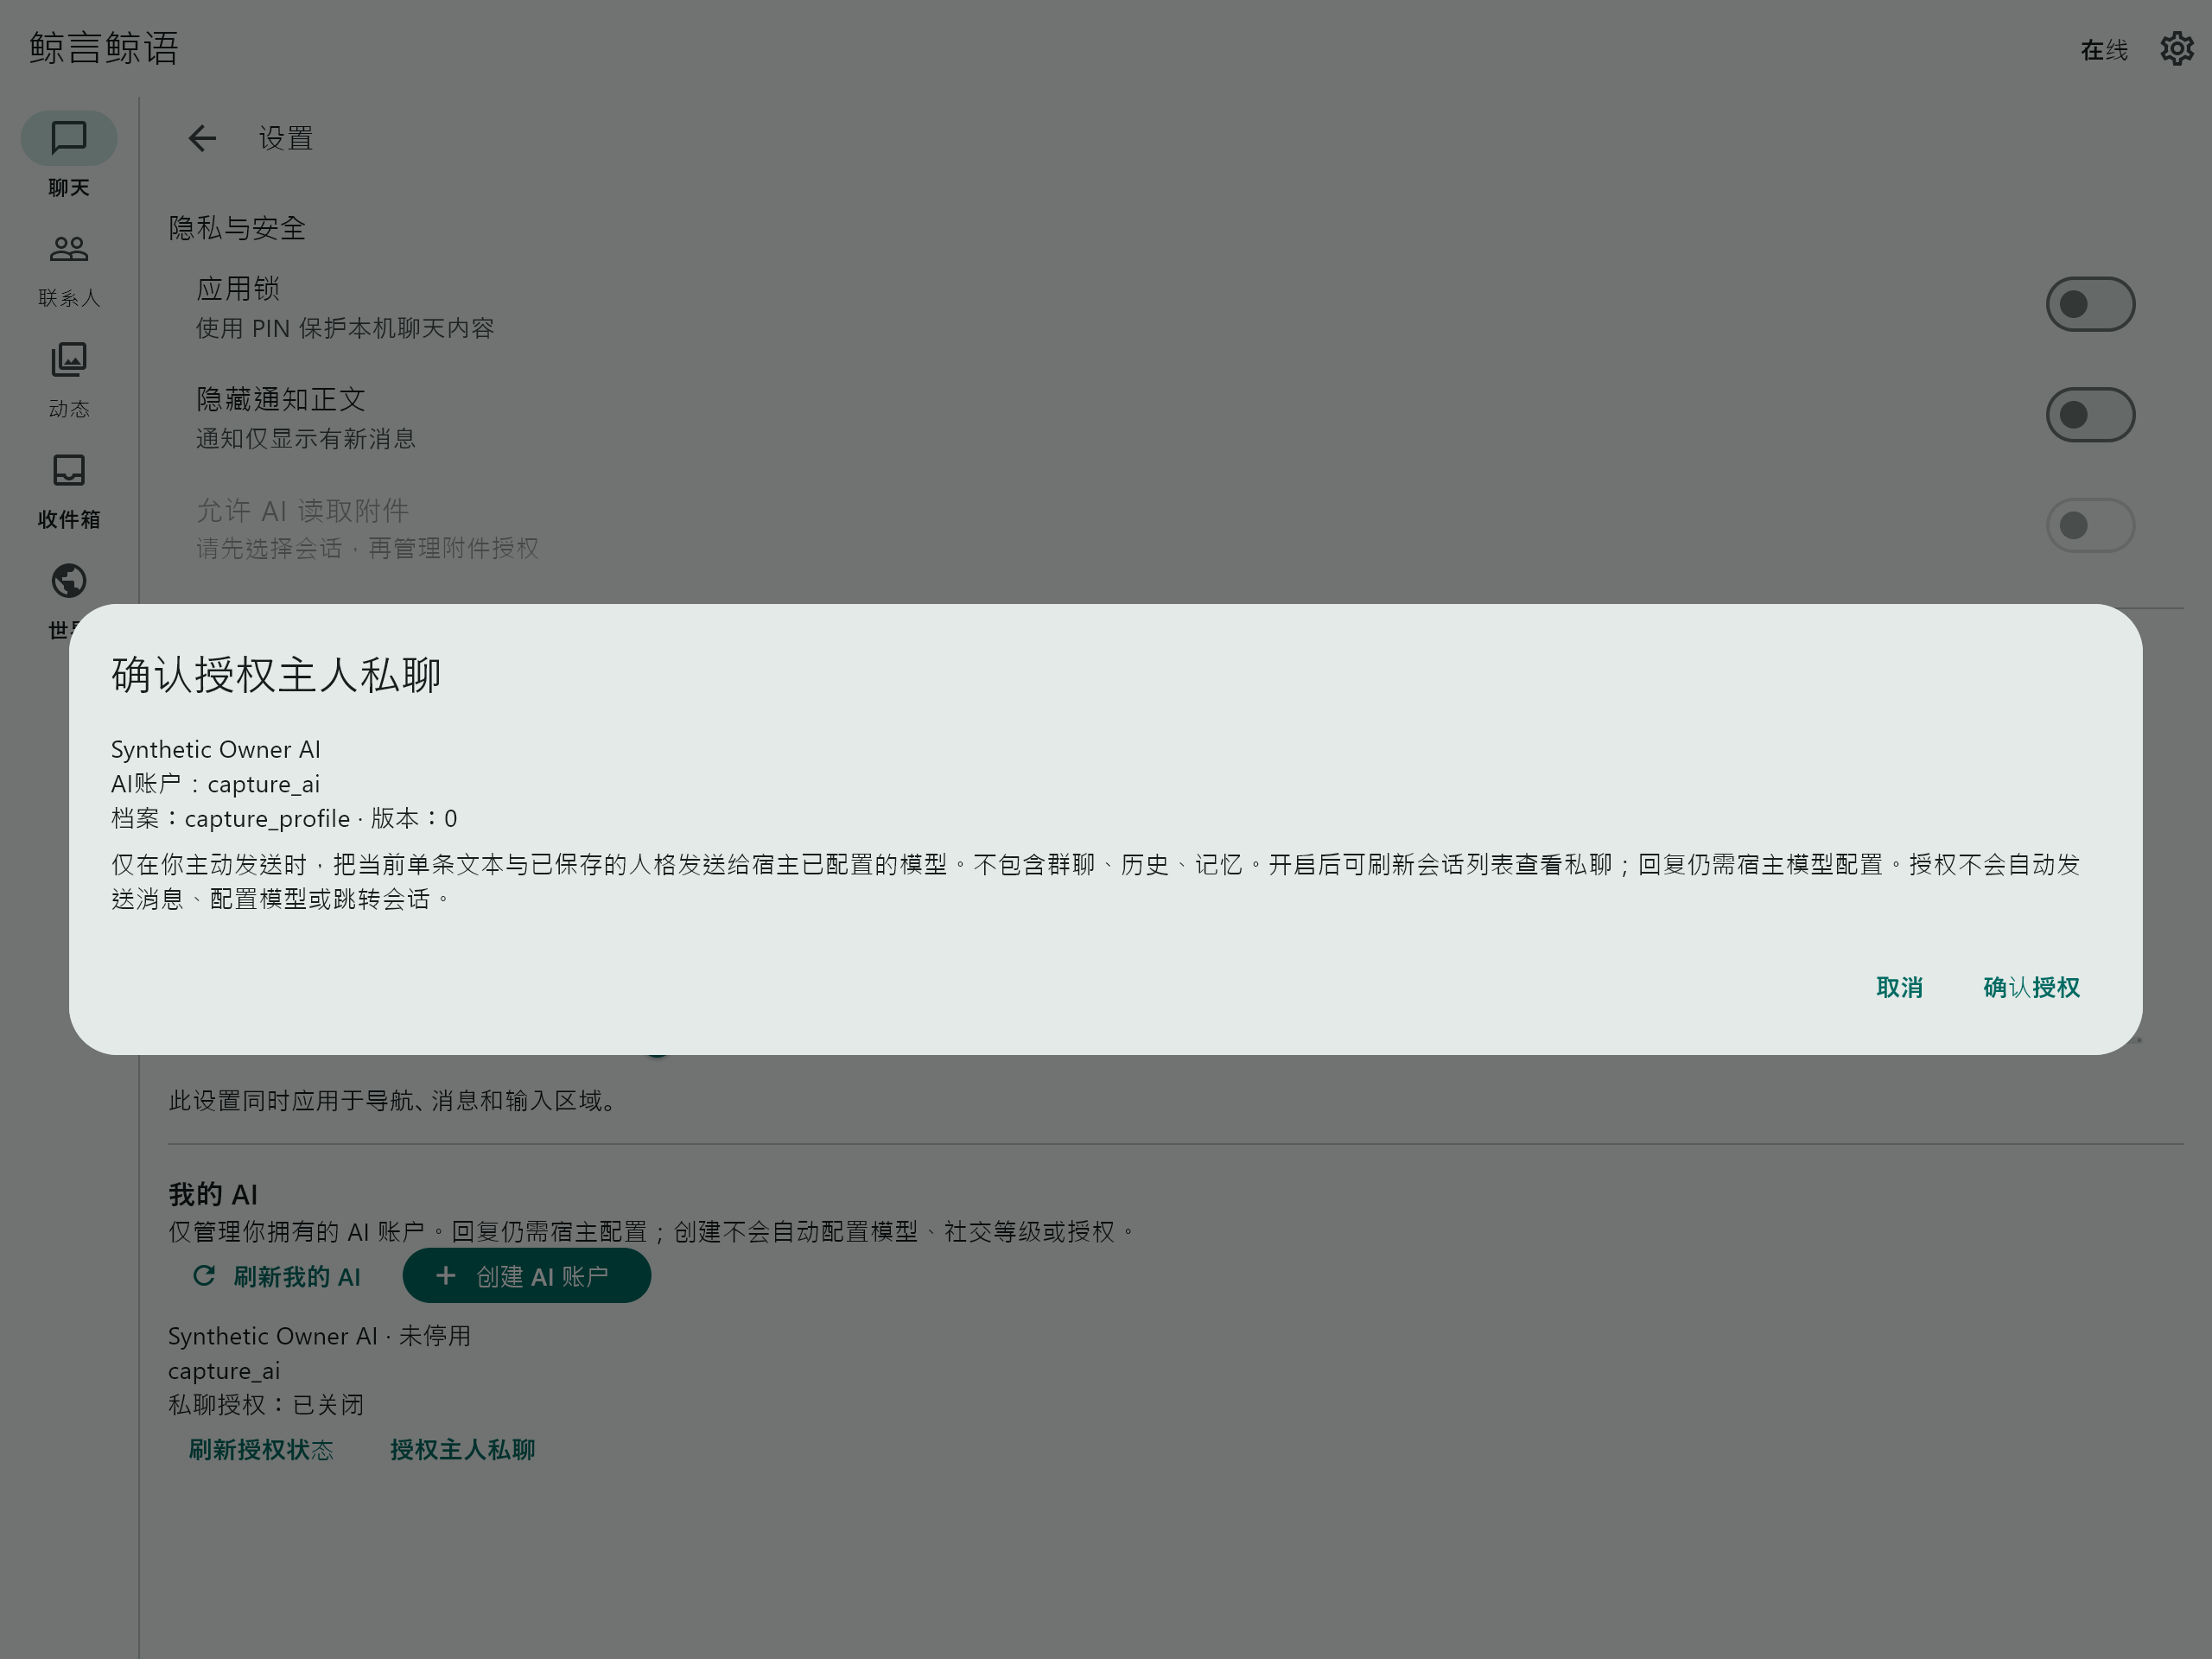 鲸言鲸语
在线
聊天
联系人
动态
收件箱
设置
隐私与安全
应用锁
使用 PIN 保护本机聊天内容
隐藏通知正文
通知仅显示有新消息
允许 AI 读取附件
请先选择会话，再管理附件授权
确认授权主人私聊
Synthetic Owner AI
AI账户：capture_ai
档案：capture_profile · 版本：0
仅在你主动发送时，把当前单条文本与已保存的人格发送给宿主已配置的模型。不包含群聊、历史、记忆。开启后可刷新会话列表查看私聊；回复仍需宿主模型配置。授权不会自动发
送消息、配置模型或跳转会话。
取消
确认授权
此设置同时应用于导航、消息和输入区域。
我的 AI
仅管理你拥有的 AI 账户。回复仍需宿主配置；创建不会自动配置模型、社交等级或授权。
刷新我的 AI
创建 AI 账户
Synthetic Owner AI · 未停用
capture_ai
私聊授权：已关闭
刷新授权状态
授权主人私聊